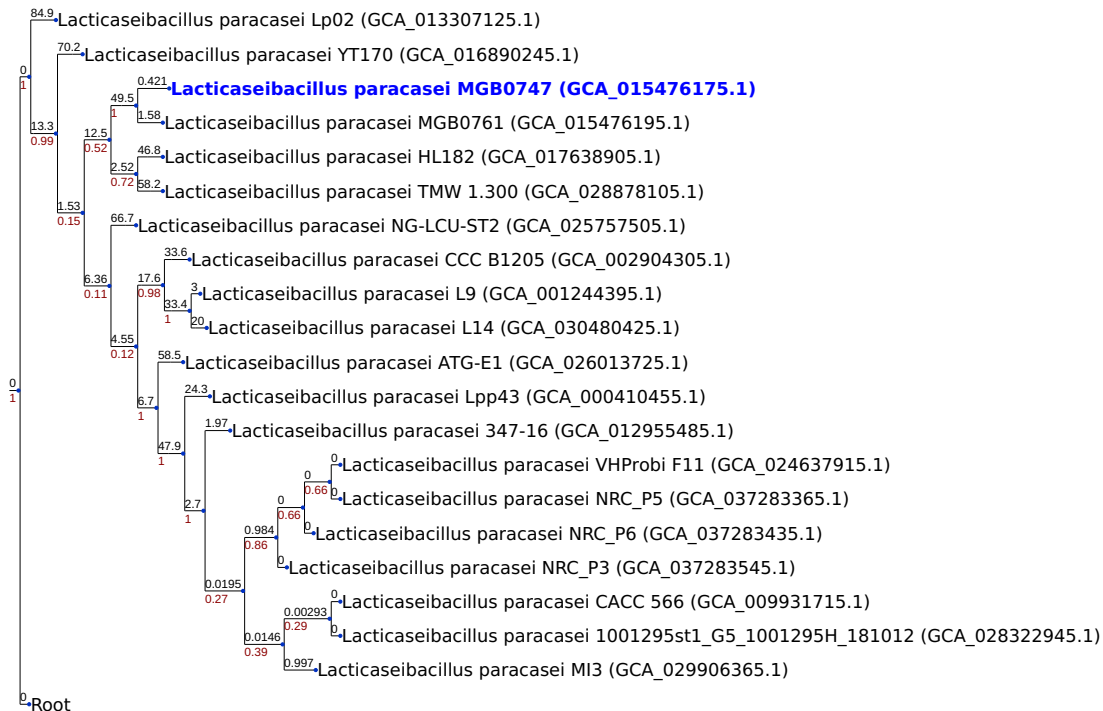 84.9 Lacticaseibacillus paracasei Lp02 (GCA_013307125.1)
70.2 Lacticaseibacillus paracasei YT170 (GCA_016890245.1)
0
1
0.421 Lacticaseibacillus paracasei MGB0747 (GCA_015476175.1)
49.5
1
1.58 Lacticaseibacillus paracasei MGB0761 (GCA_015476195.1)
13.3
0.99
12.5
0.52
46.8 Lacticaseibacillus paracasei HL182 (GCA_017638905.1)
2.52
0.72
58.2 Lacticaseibacillus paracasei TMW 1.300 (GCA_028878105.1)
1.53
0.15
66.7 Lacticaseibacillus paracasei NG-LCU-ST2 (GCA_025757505.1)
33.6 Lacticaseibacillus paracasei CCC B1205 (GCA_002904305.1)
6.36
0.11
17.6
0.98
3 Lacticaseibacillus paracasei L9 (GCA_001244395.1)
33.4
1
20 Lacticaseibacillus paracasei L14 (GCA_030480425.1)
4.55
0.12
58.5 Lacticaseibacillus paracasei ATG-E1 (GCA_026013725.1)
0
1
24.3 Lacticaseibacillus paracasei Lpp43 (GCA_000410455.1)
6.7
1
1.97 Lacticaseibacillus paracasei 347-16 (GCA_012955485.1)
47.9
1
0 Lacticaseibacillus paracasei VHProbi F11 (GCA_024637915.1)
0
0.66
0 Lacticaseibacillus paracasei NRC_P5 (GCA_037283365.1)
2.7
1
0
0.66
0 Lacticaseibacillus paracasei NRC_P6 (GCA_037283435.1)
0.984
0.86
0 Lacticaseibacillus paracasei NRC_P3 (GCA_037283545.1)
0.0195
0.27
0 Lacticaseibacillus paracasei CACC 566 (GCA_009931715.1)
0.00293
0.29
0 Lacticaseibacillus paracasei 1001295st1_G5_1001295H_181012 (GCA_028322945.1)
0.0146
0.39
0.997 Lacticaseibacillus paracasei MI3 (GCA_029906365.1)
0 Root